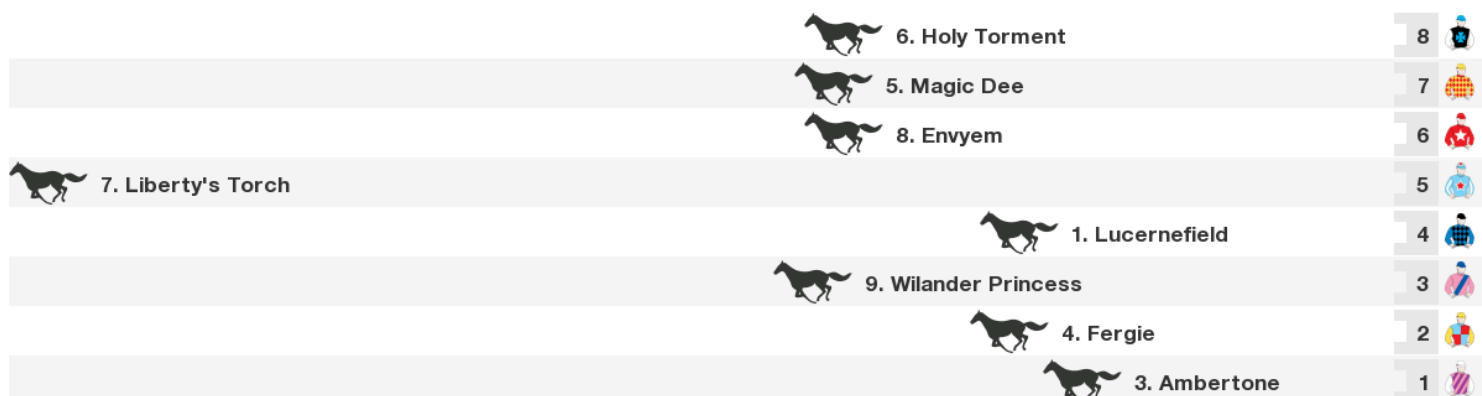 6. Holy Torment 8
5. Magic Dee 7
8. Envyem 6
7. Liberty's Torch 5
1. Lucernefield 4
9. Wilander Princess 3
4. Fergie 2
3. Ambertone 1